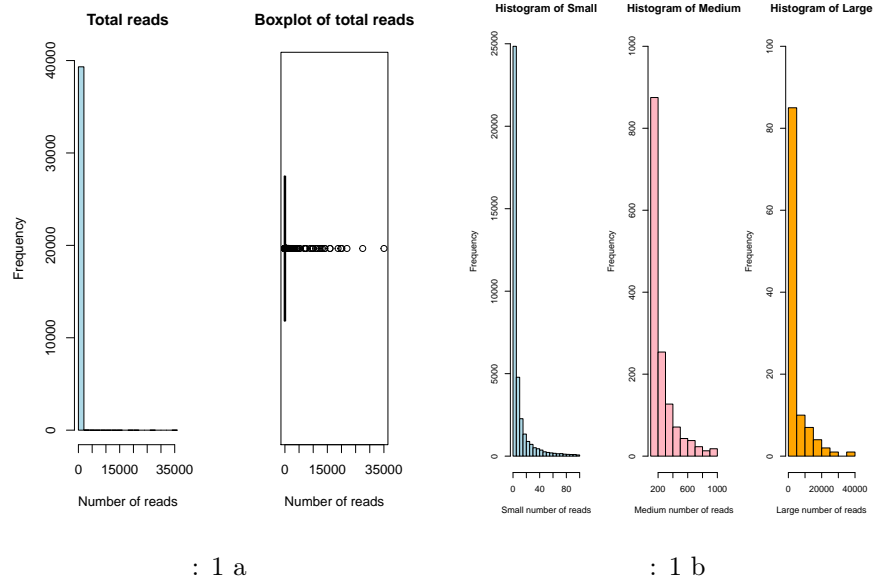 Total reads
Frequency
0
10000
20000
30000
40000
0 15000 35000
Number of reads
Boxplot of total reads
0 15000 35000
Number of reads
Histogram of Small
Frequency
0
5000
10000
15000
20000
25000
0 40 80
Small number of reads
Histogram of Medium
Frequency
0
200
400
600
800
1000
200 600 1000
Medium number of reads
Histogram of Large
Frequency
0
20
40
60
80
100
0 20000 40000
Large number of reads
: 1 a
: 1 b